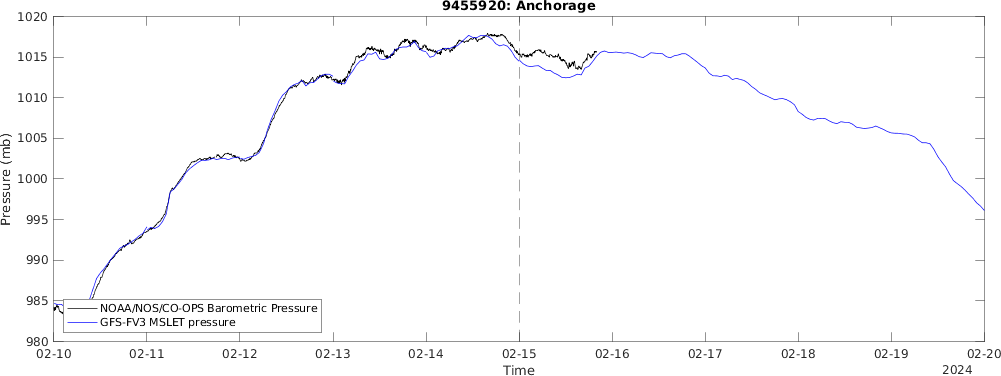 9455920: Anchorage
1020
1015
1010
1005
1000
995
990
985
980
Pressure (mb)
NOAA/NOS/CO-OPS Barometric Pressure
GFS-FV3 MSLET pressure
02-10 02-11 02-12 02-13 02-14 02-15 02-16 02-17 02-18 02-19 02-20
Time
2024